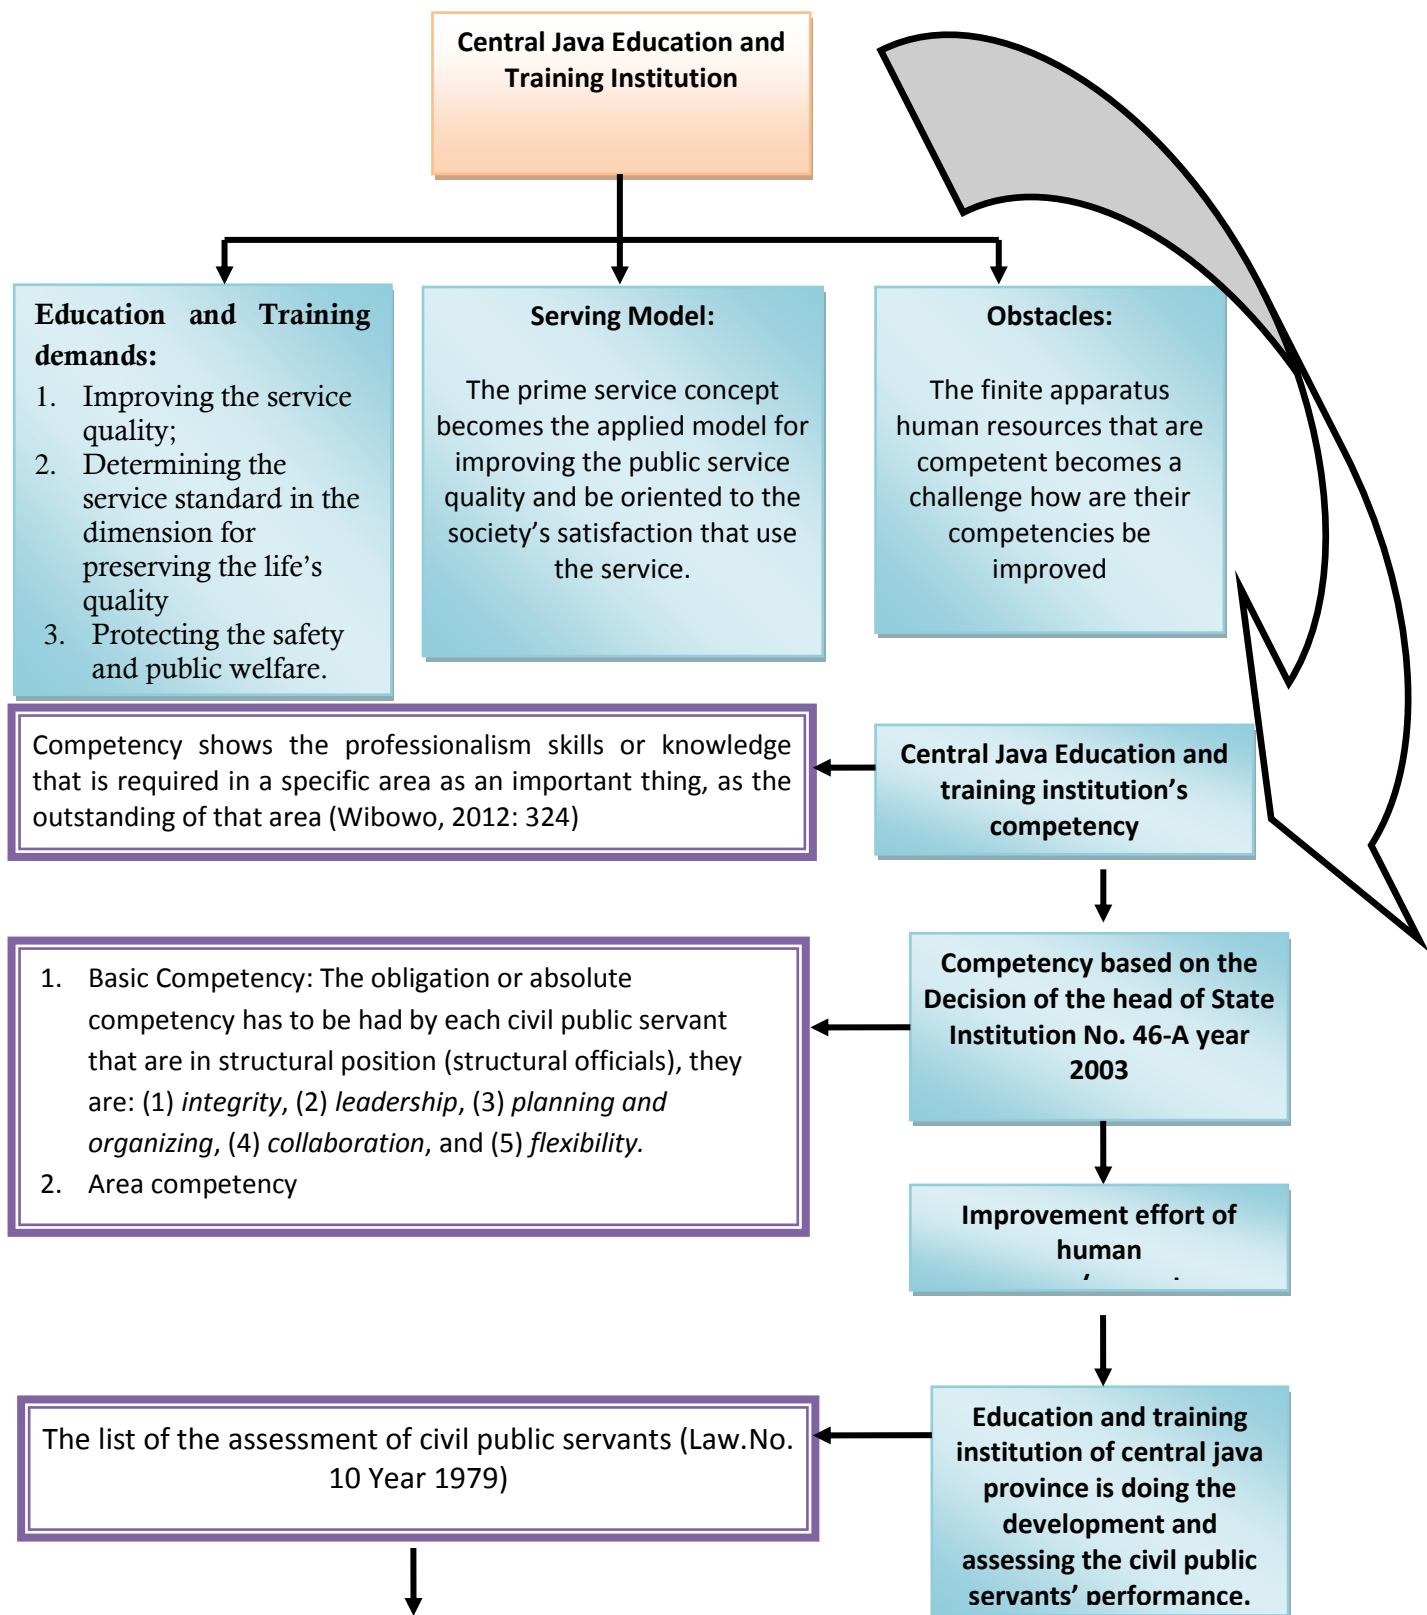 Central Java Education and
Training Institution
Education and Training
demands:
1. Improving the service
quality;
2. Determining the
service standard in the
dimension for
preserving the life’s
quality
3. Protecting the safety
and public welfare.
Serving Model:
The prime service concept
becomes the applied model for
improving the public service
quality and be oriented to the
society’s satisfaction that use
the service.
Obstacles:
The finite apparatus
human resources that are
competent becomes a
challenge how are their
competencies be
improved
Competency shows the professionalism skills or knowledge
that is required in a specific area as an important thing, as the
outstanding of that area (Wibowo, 2012: 324)
Central Java Education and
training institution’s
competency
1. Basic Competency: The obligation or absolute
competency has to be had by each civil public servant
that are in structural position (structural officials), they
are: (1) integrity, (2) leadership, (3) planning and
organizing, (4) collaboration, and (5) flexibility.
2. Area competency
Competency based on the
Decision of the head of State
Institution No. 46-A year
2003
Improvement effort of
human
The list of the assessment of civil public servants (Law.No.
10 Year 1979)
Education and training
institution of central java
province is doing the
development and
assessing the civil public
servants’ performance.